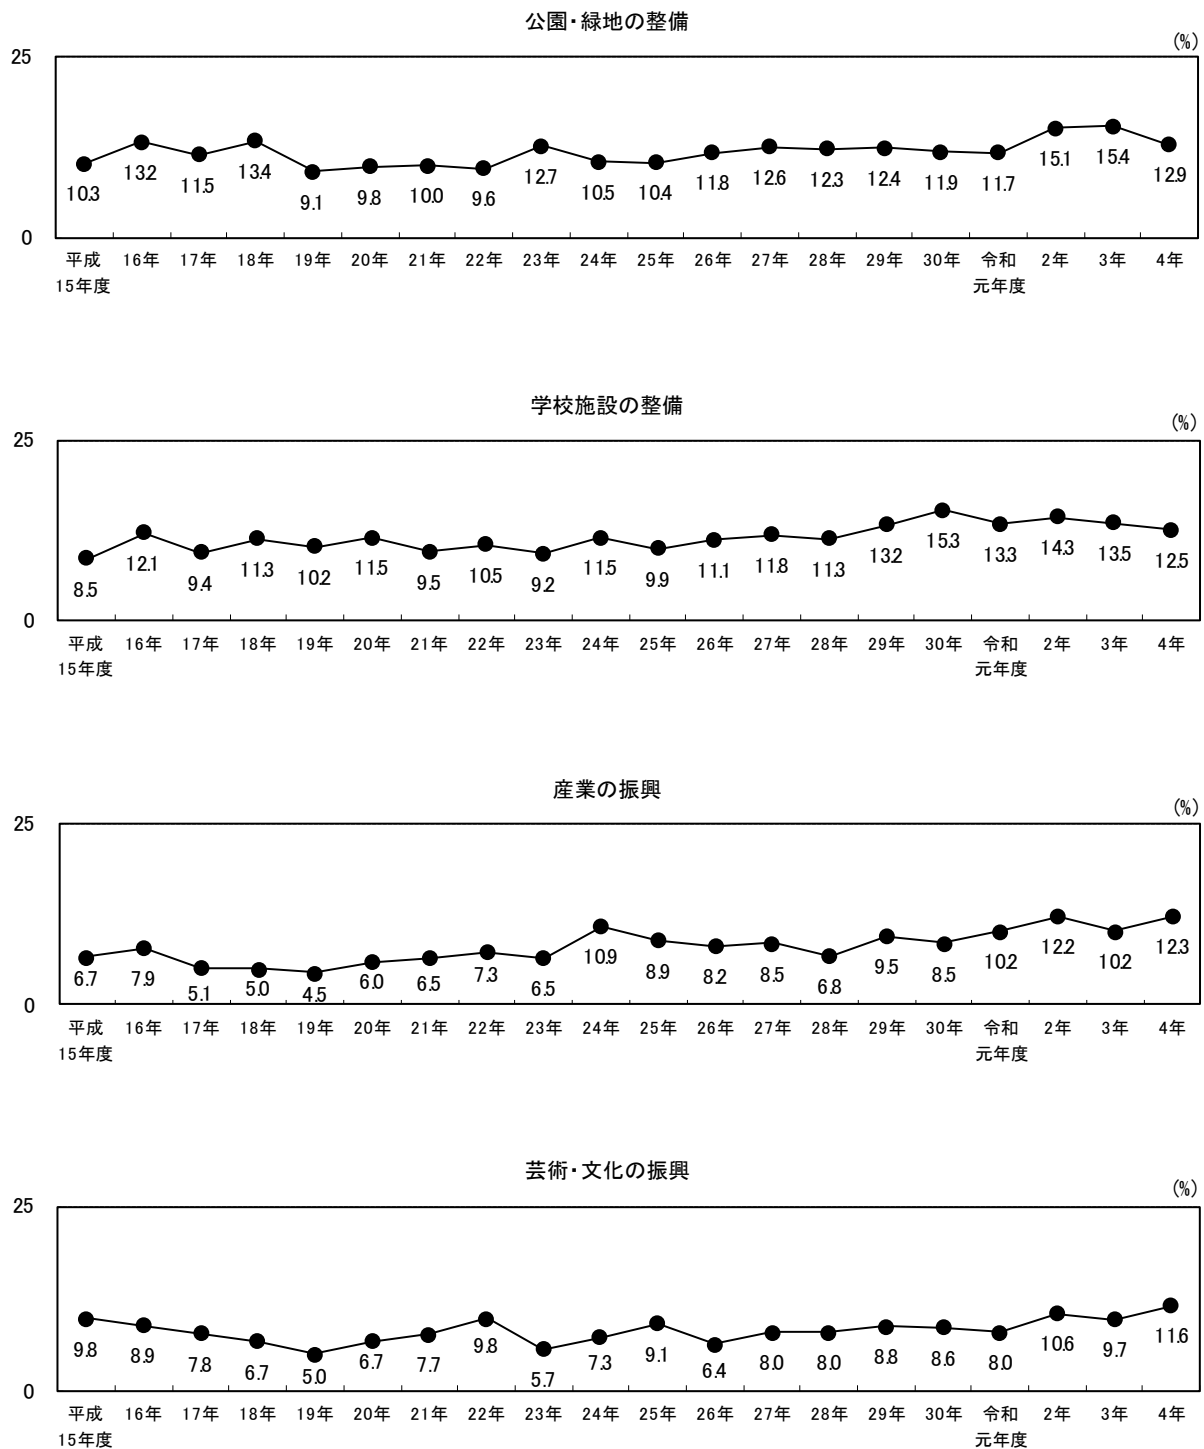 公園・緑地の整備
(%)
25
10.3 13.2 11.5 13.4 9.1 9.8 10.0 9.6 12.7 10.5 10.4 11.8 12.6 12.3 12.4 11.9 11.7 15.1 15.4 12.9
0
平成 16年 17年 18年 19年 20年 21年 22年 23年 24年 25年 26年 27年 28年 29年 30年 令和 2年 3年 4年
15年度 元年度
学校施設の整備
(%)
25
8.5 12.1 9.4 11.3 10.2 11.5 9.5 10.5 9.2 11.5 9.9 11.1 11.8 11.3 13.2 15.3 13.3 14.3 13.5 12.5
0
平成 16年 17年 18年 19年 20年 21年 22年 23年 24年 25年 26年 27年 28年 29年 30年 令和 2年 3年 4年
15年度 元年度
産業の振興
(%)
25
6.7 7.9 5.1 5.0 4.5 6.0 6.5 7.3 6.5 10.9 8.9 8.2 8.5 6.8 9.5 8.5 10.2 12.2 10.2 12.3
0
平成 16年 17年 18年 19年 20年 21年 22年 23年 24年 25年 26年 27年 28年 29年 30年 令和 2年 3年 4年
15年度 元年度
芸術・文化の振興
(%)
25
9.8 8.9 7.8 6.7 5.0 6.7 7.7 9.8 5.7 7.3 9.1 6.4 8.0 8.0 8.8 8.6 8.0 10.6 9.7 11.6
0
平成 16年 17年 18年 19年 20年 21年 22年 23年 24年 25年 26年 27年 28年 29年 30年 令和 2年 3年 4年
15年度 元年度